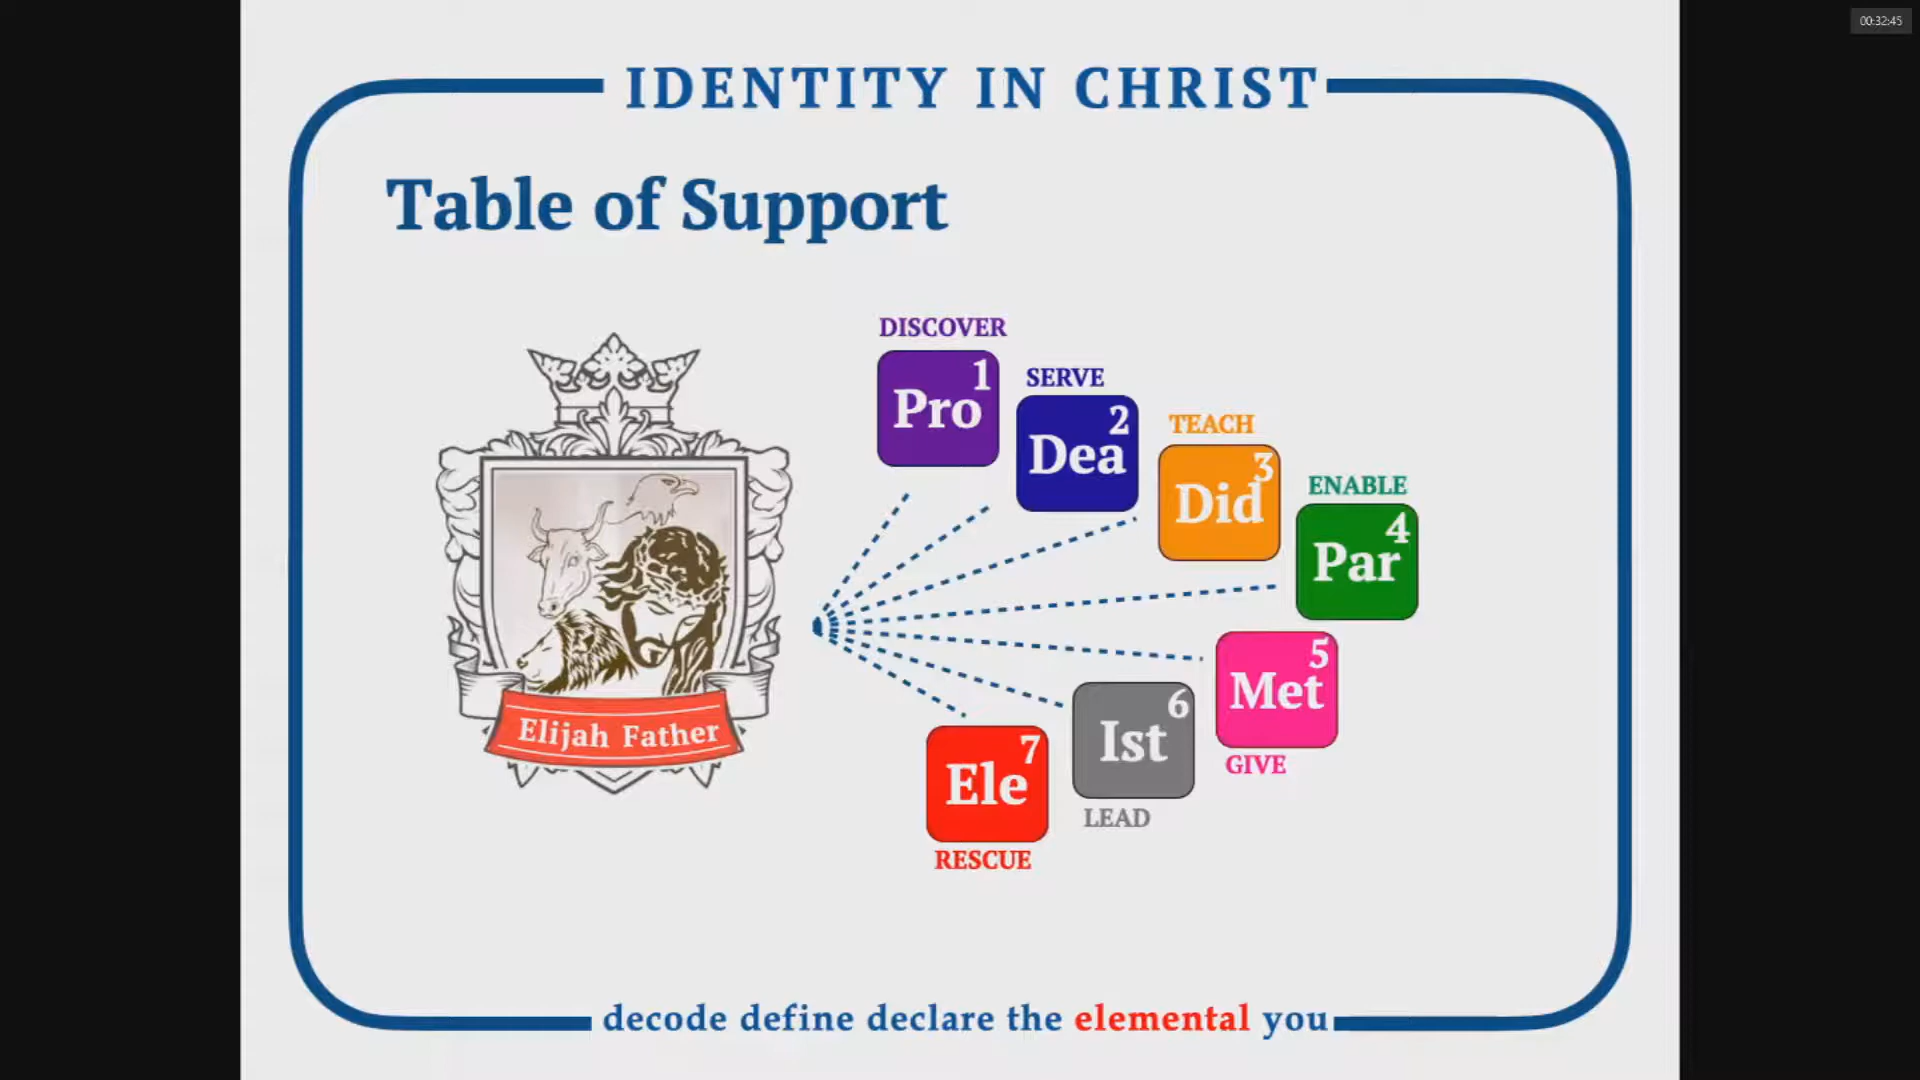 00:32:45
IDENTITY IN CHRIST
Table of Support
DISCOVER
1
Pro
SERVE
2
Dea
TEACH
3
Did
ENABLE
4
Par
5
Met
GIVE
6
Ist
LEAD
7
Ele
RESCUE
Elijah Father
decode define declare the elemental you